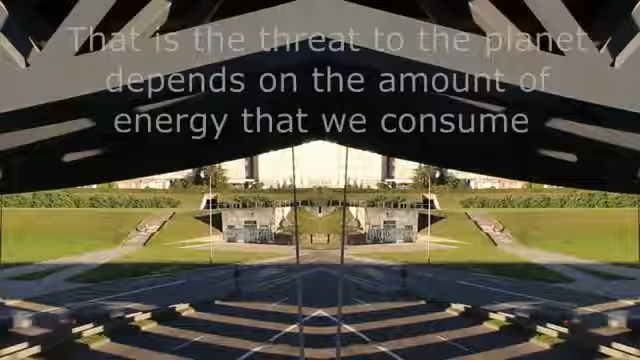 That is the threat to the planet
depends on the amount of
energy that we consume